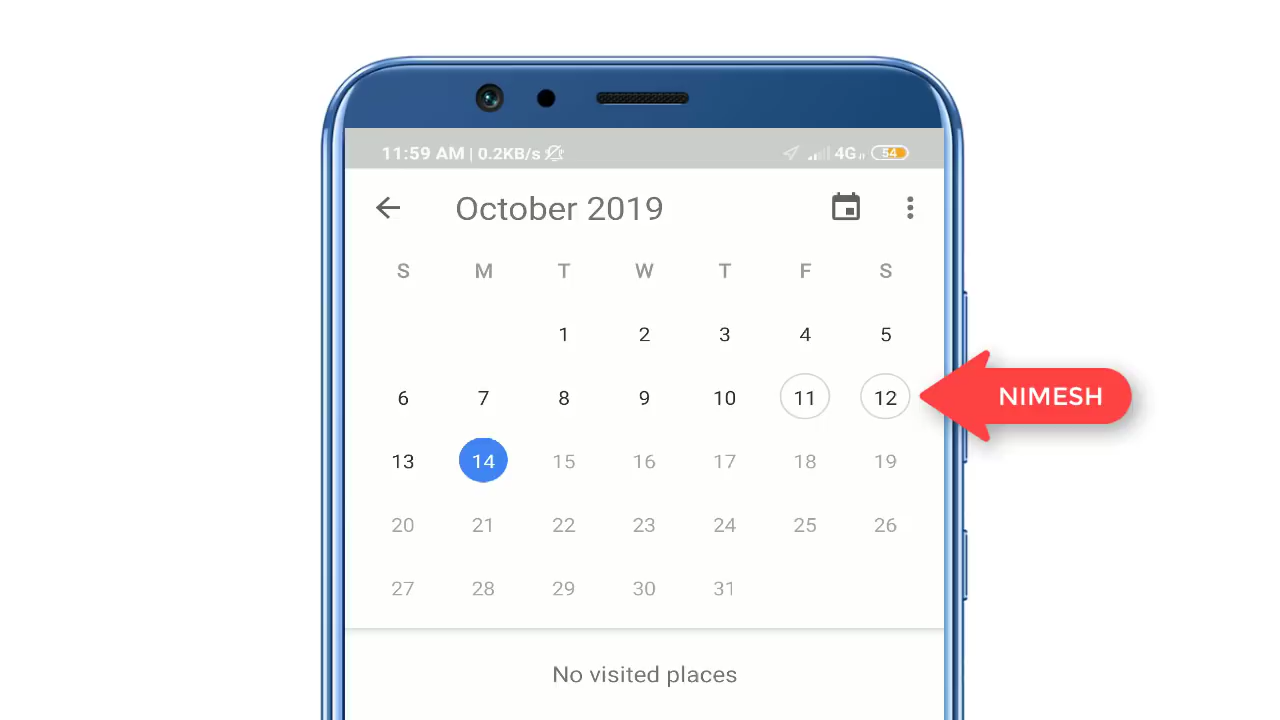 11:59 AM | 0.2KB/s 4G 54
October 2019
S M T W T F S
1 2 3 4 5
6 7 8 9 10 11 12
NIMESH
13 14 15 16 17 18 19
20 21 22 23 24 25 26
27 28 29 30 31
No visited places